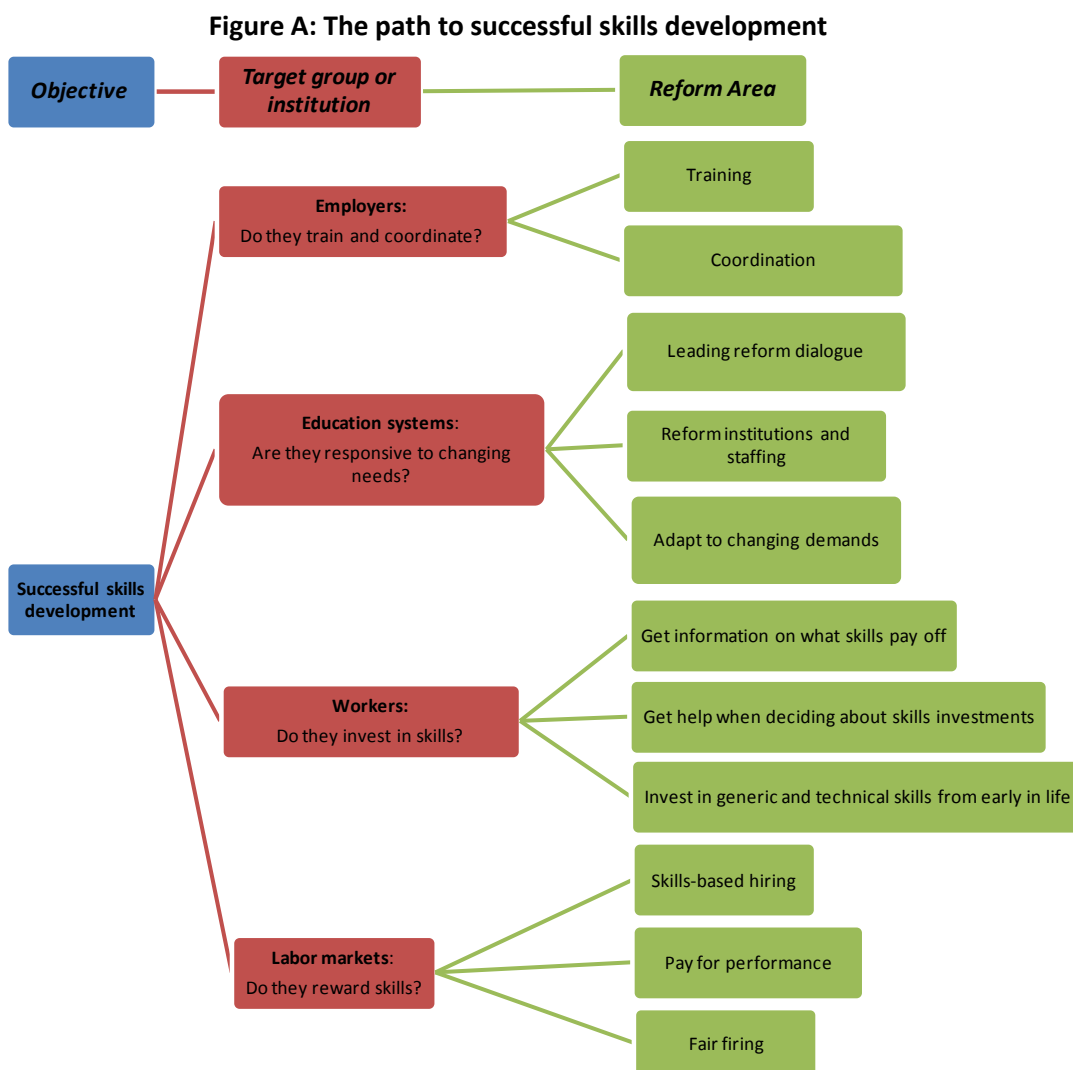 Figure A: The path to successful skills development
Objective
Target group or
institution
Reform Area
Employers:
Do they train and coordinate?
Training
Coordination
Education systems:
Are they responsive to changing
needs?
Leading reform dialogue
Reform institutions and
staffing
Adapt to changing demands
Successful skills
development
Workers:
Do they invest in skills?
Get information on what skills pay off
Get help when deciding about skills investments
Invest in generic and technical skills from early in life
Labor markets:
Do they reward skills?
Skills-based hiring
Pay for performance
Fair firing